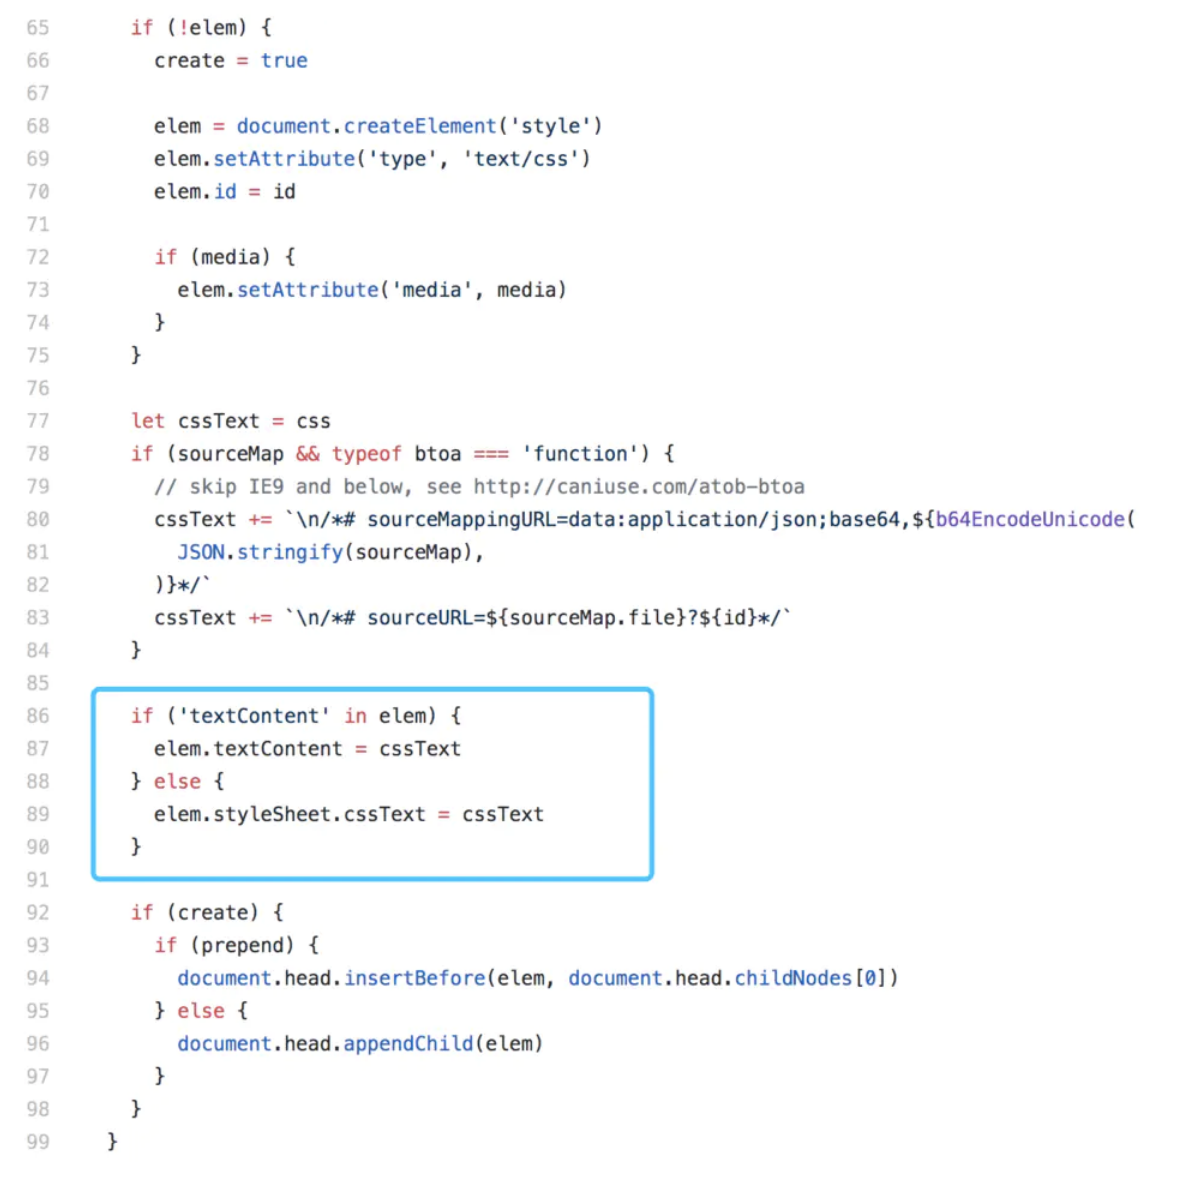 65 if (!elem) {
66 create = true
67
68 elem = document.createElement('style')
69 elem.setAttribute('type', 'text/css')
70 elem.id = id
71
72 if (media) {
73 elem.setAttribute('media', media)
74 }
75 }
76
77 let cssText = css
78 if (sourceMap && typeof btoa === 'function') {
79 // skip IE9 and below, see http://caniuse.com/atob-btoa
80 cssText += `\n/*# sourceMappingURL=data:application/json;base64,${b64EncodeUnicode(
81 JSON.stringify(sourceMap),
82 )}*/`
83 cssText += `\n/*# sourceURL=${sourceMap.file}?${id}*/`
84 }
85
86 if ('textContent' in elem) {
87 elem.textContent = cssText
88 } else {
89 elem.styleSheet.cssText = cssText
90 }
91
92 if (create) {
93 if (prepend) {
94 document.head.insertBefore(elem, document.head.childNodes[0])
95 } else {
96 document.head.appendChild(elem)
97 }
98 }
99 }